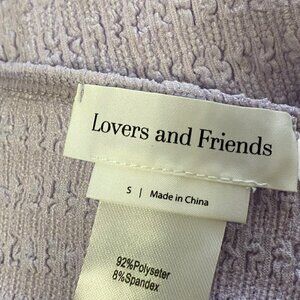 Lovers and Friends
S | Made in China
92%Polyseter
8%Spandex